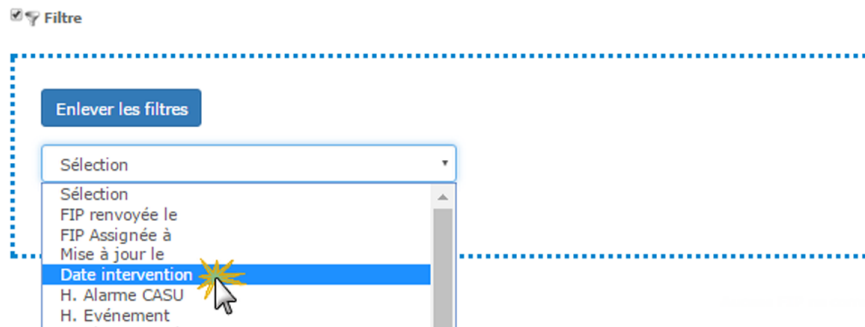 Filtre
Enlever les filtres
Sélection
Sélection
FIP renvoyée le
FIP Assignée à
Mise à jour le
Date intervention
H. Alarme CASU
H. Evénement